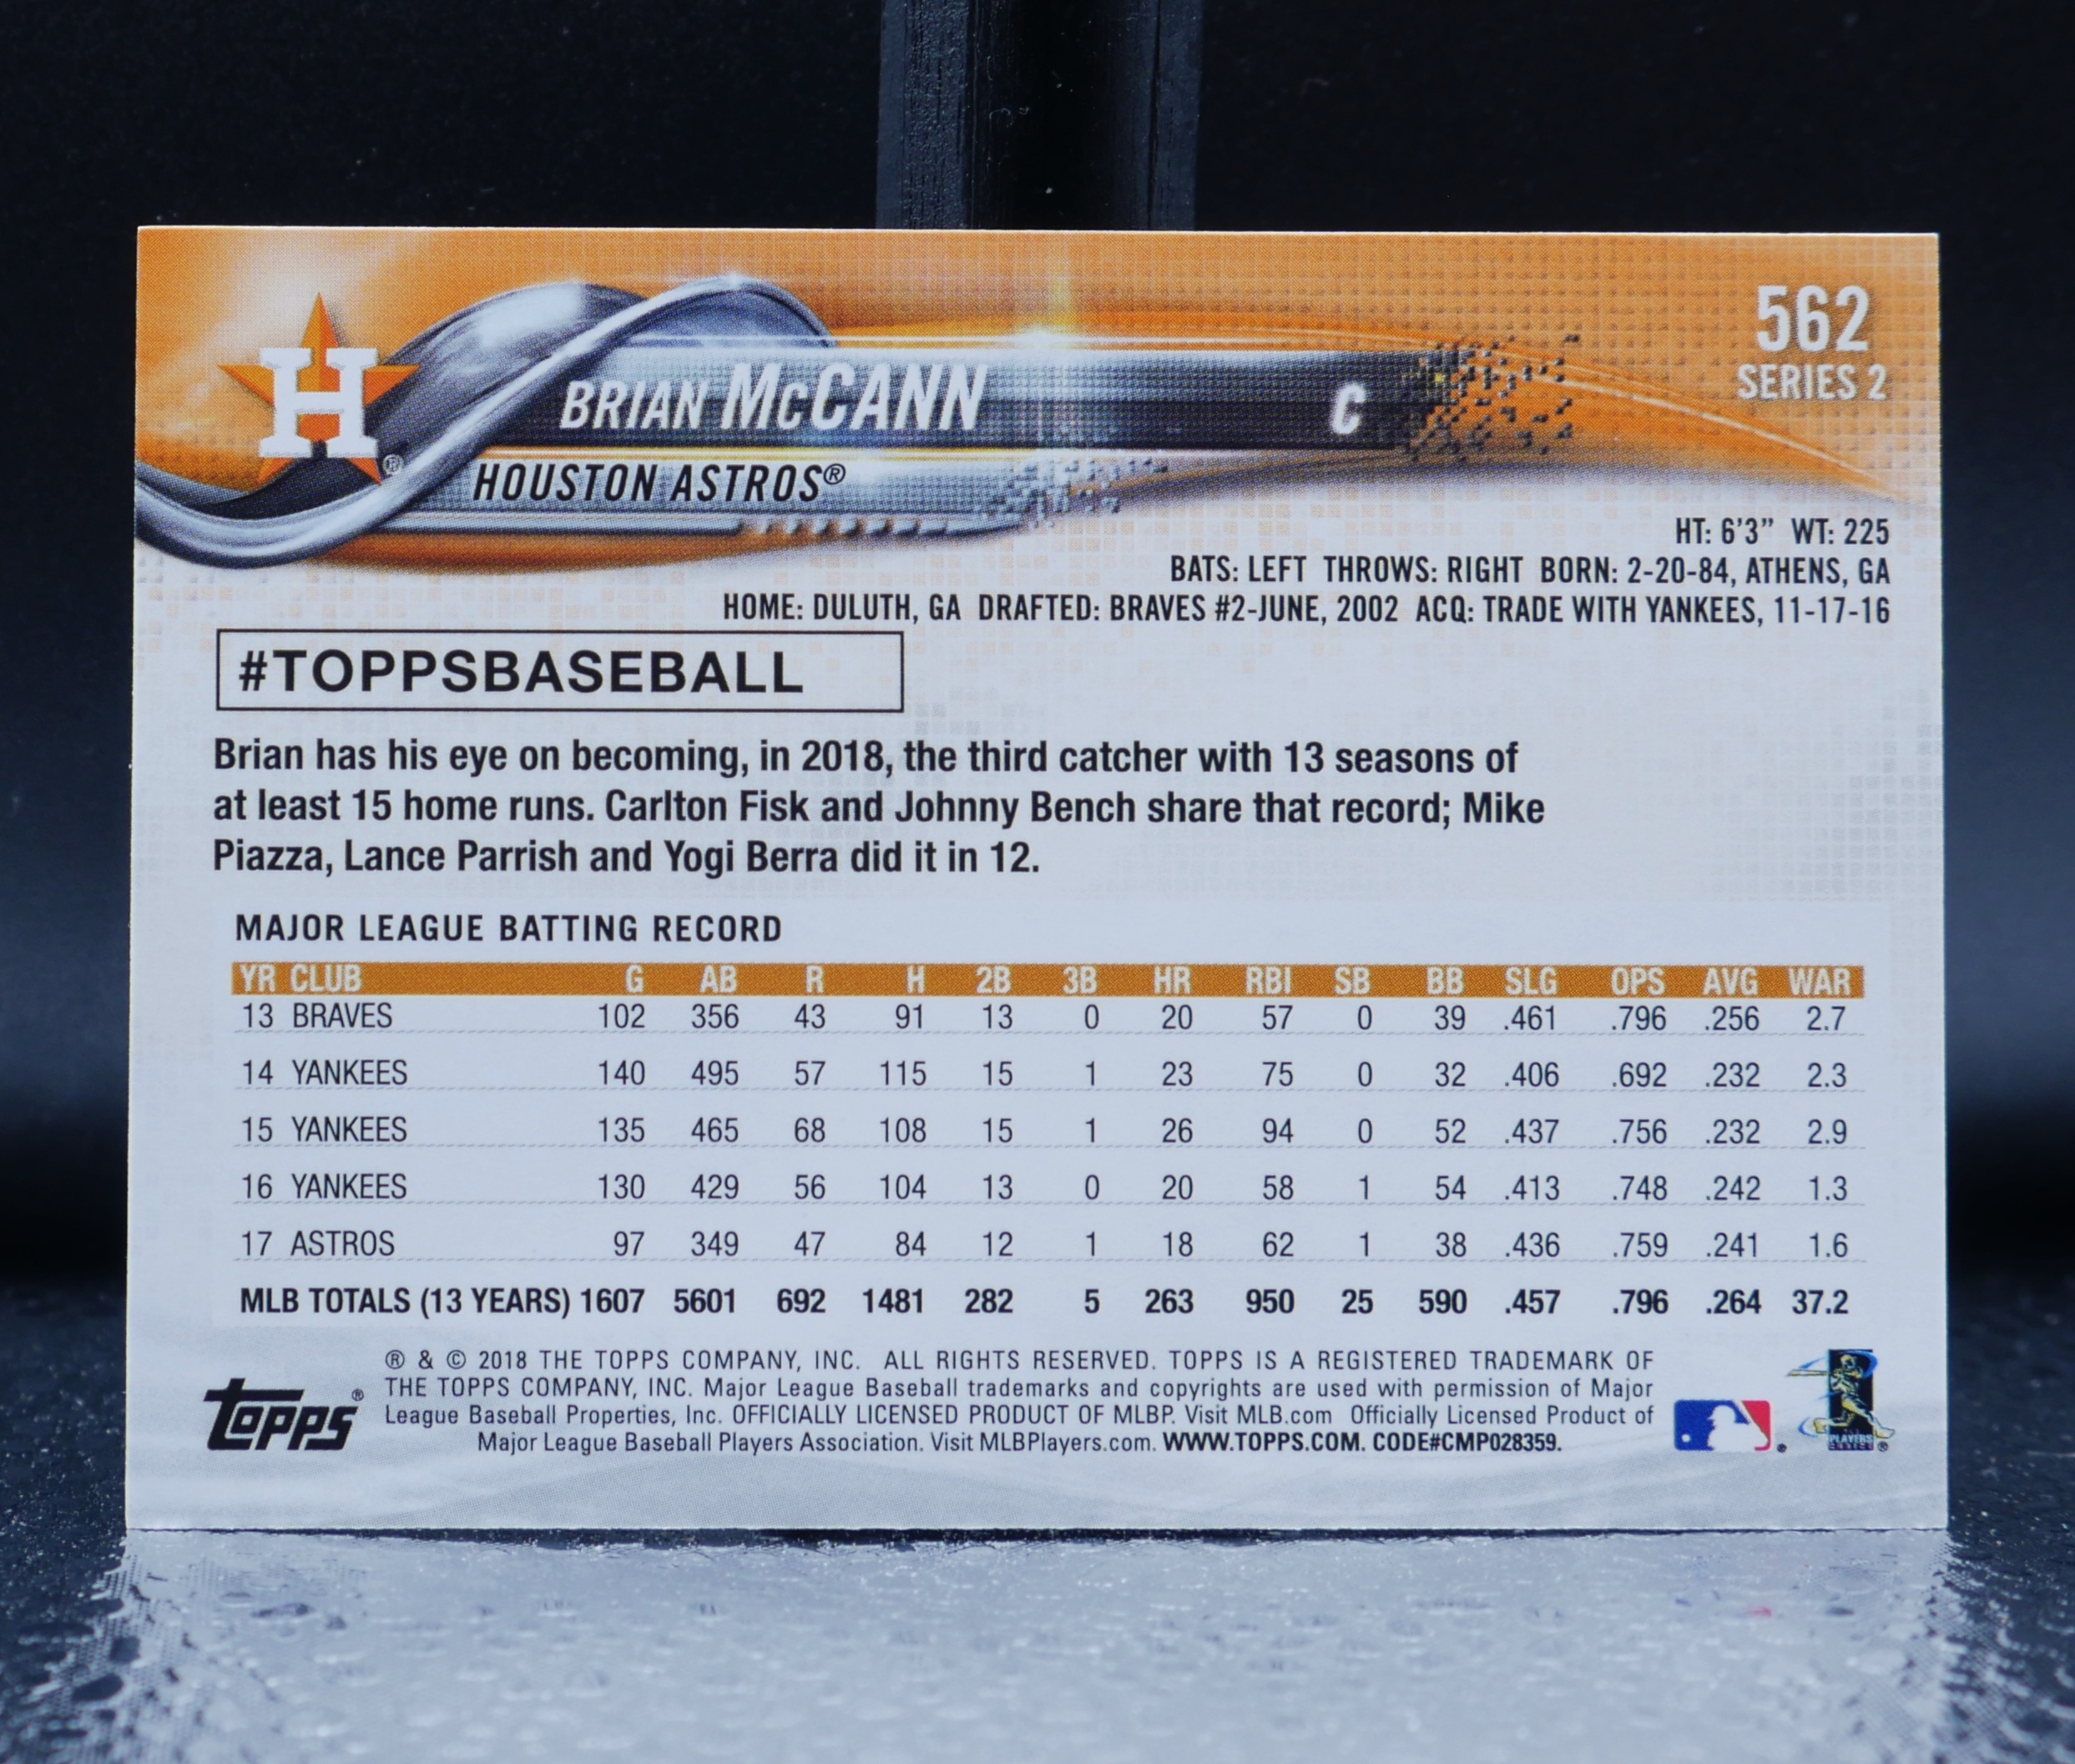 562
SERIES 2
H
BRIAN McCANN C
®
HOUSTON ASTROS®
HT: 6'3" WT: 225
BATS: LEFT THROWS: RIGHT BORN: 2-20-84, ATHENS, GA
HOME: DULUTH, GA DRAFTED: BRAVES #2-JUNE, 2002 ACQ: TRADE WITH YANKEES, 11-17-16
#TOPPSBASEBALL
Brian has his eye on becoming, in 2018, the third catcher with 13 seasons of
at least 15 home runs. Carlton Fisk and Johnny Bench share that record; Mike
Piazza, Lance Parrish and Yogi Berra did it in 12.
MAJOR LEAGUE BATTING RECORD
YR CLUB G AB R H 2B 3B HR RBI SB BB SLG OPS AVG WAR
13 BRAVES 102 356 43 91 13 0 20 57 0 39 .461 .796 .256 2.7
14 YANKEES 140 495 57 115 15 1 23 75 0 32 .406 .692 .232 2.3
15 YANKEES 135 465 68 108 15 1 26 94 0 52 .437 .756 .232 2.9
16 YANKEES 130 429 56 104 13 0 20 58 1 54 .413 .748 .242 1.3
17 ASTROS 97 349 47 84 12 1 18 62 1 38 .436 .759 .241 1.6
MLB TOTALS (13 YEARS) 1607 5601 692 1481 282 5 263 950 25 590 .457 .796 .264 37.2
® & © 2018 THE TOPPS COMPANY, INC. ALL RIGHTS RESERVED. TOPPS IS A REGISTERED TRADEMARK OF
THE TOPPS COMPANY, INC. Major League Baseball trademarks and copyrights are used with permission of Major
League Baseball Properties, Inc. OFFICIALLY LICENSED PRODUCT OF MLBP. Visit MLB.com Officially Licensed Product of
Major League Baseball Players Association. Visit MLBPlayers.com. WWW.TOPPS.COM. CODE#CMP028359.
TOPPS®
PLAYERS